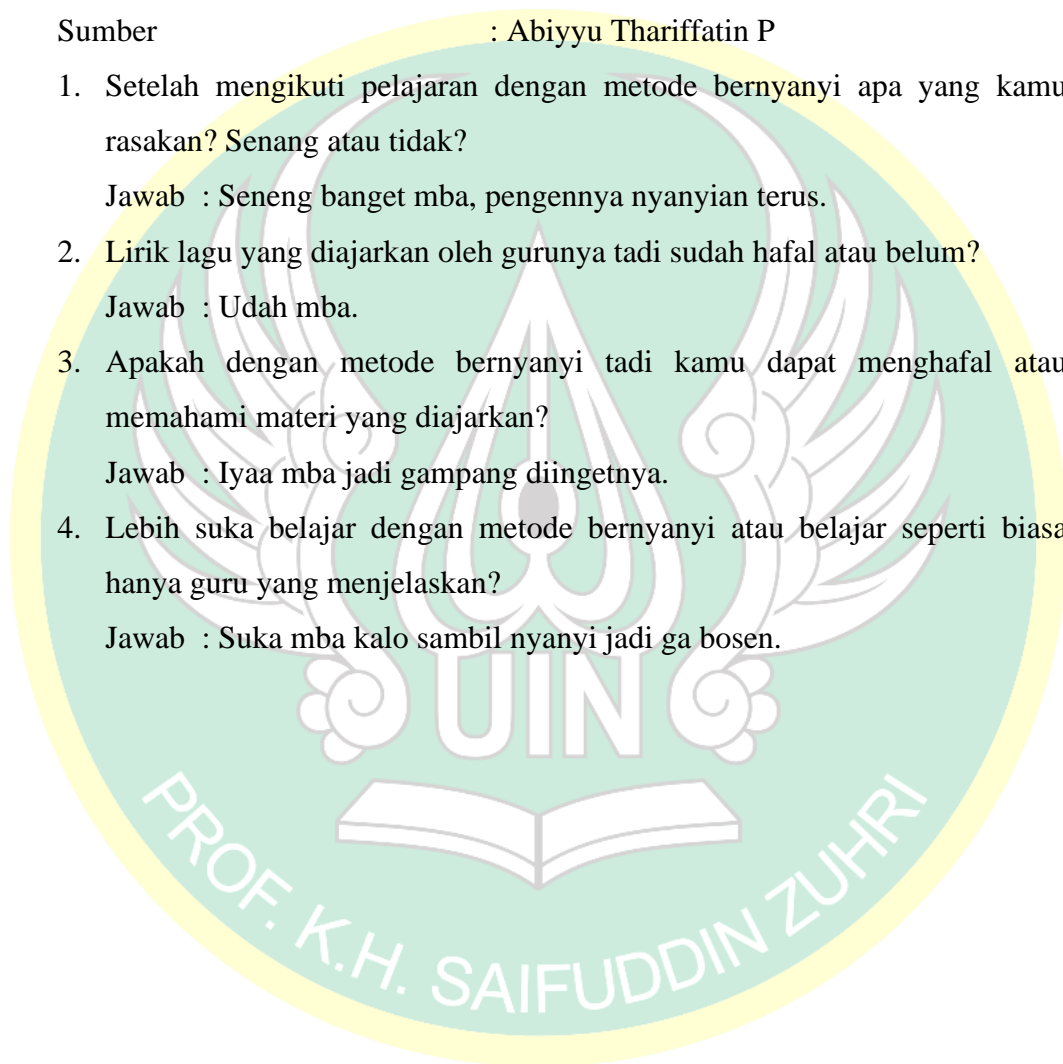 Sumber : Abiyyu Thariffatin P
1. Setelah mengikuti pelajaran dengan metode bernyanyi apa yang kamu
rasakan? Senang atau tidak?
Jawab : Seneng banget mba, pengennya nyanyian terus.
2. Lirik lagu yang diajarkan oleh gurunya tadi sudah hafal atau belum?
Jawab : Udah mba.
3. Apakah dengan metode bernyanyi tadi kamu dapat menghafal atau
memahami materi yang diajarkan?
Jawab : Iyaa mba jadi gampang diingetnya.
4. Lebih suka belajar dengan metode bernyanyi atau belajar seperti biasa
hanya guru yang menjelaskan?
Jawab : Suka mba kalo sambil nyanyi jadi ga bosen.
UIN
PROF. K.H. SAIFUDDIN ZUHRI